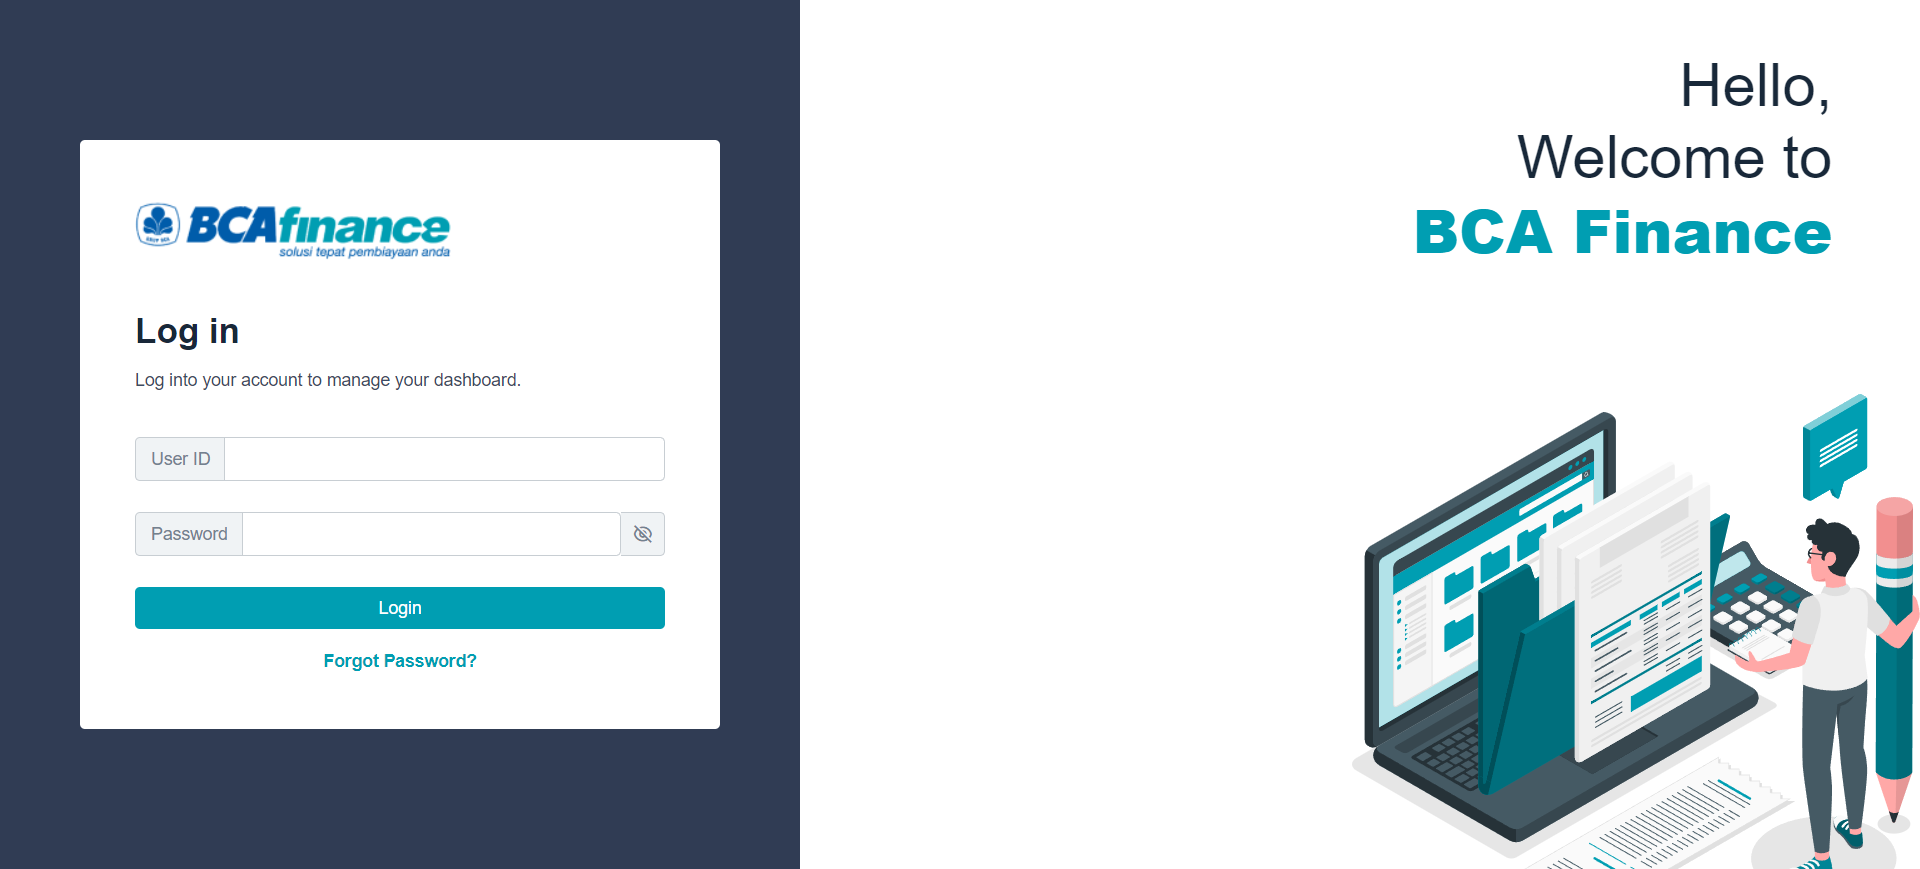 BCAfinance
solusi tepat pembiayaan anda
Log in
Log into your account to manage your dashboard.
User ID
Password
Login
Forgot Password?
Hello,
Welcome to
BCA Finance